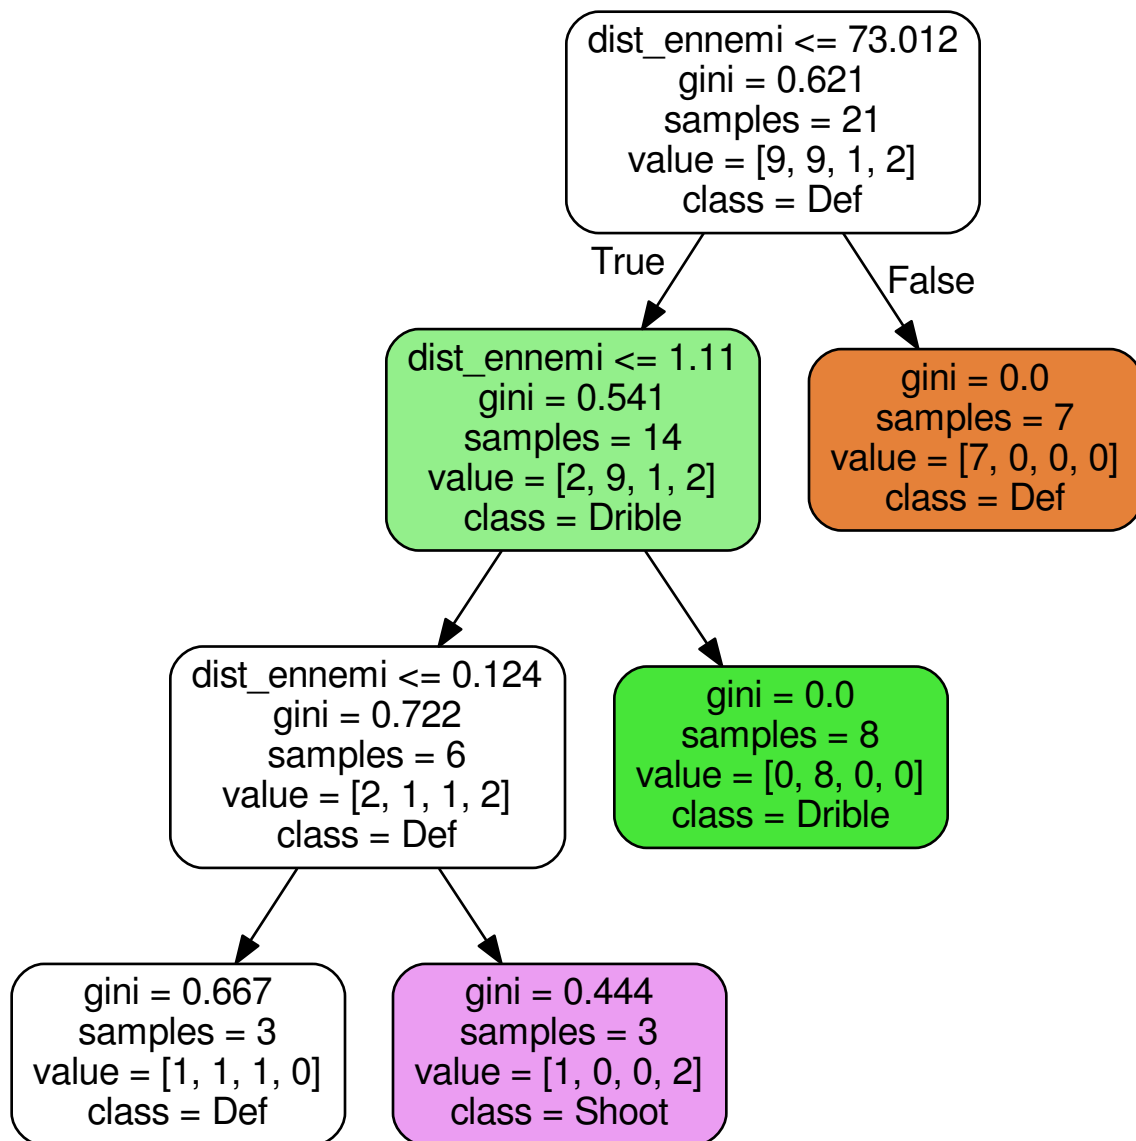 dist_ennemi <= 73.012
gini = 0.621
samples = 21
value = [9, 9, 1, 2]
class = Def
True
False
dist_ennemi <= 1.11
gini = 0.541
samples = 14
value = [2, 9, 1, 2]
class = Drible
gini = 0.0
samples = 7
value = [7, 0, 0, 0]
class = Def
dist_ennemi <= 0.124
gini = 0.722
samples = 6
value = [2, 1, 1, 2]
class = Def
gini = 0.0
samples = 8
value = [0, 8, 0, 0]
class = Drible
gini = 0.667
samples = 3
value = [1, 1, 1, 0]
class = Def
gini = 0.444
samples = 3
value = [1, 0, 0, 2]
class = Shoot